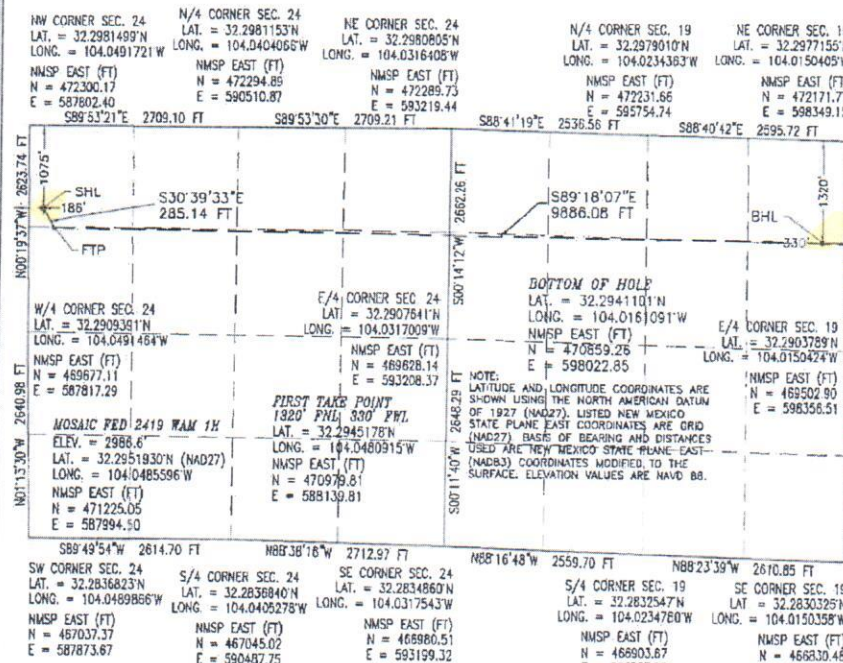 NW CORNER SEC. 24
LAT. = 32.2981499'N
LONG. = 104.0491721'W
NMSP EAST (FT)
N = 472300.17
E = 587802.40
N/4 CORNER SEC. 24
LAT. = 32.2981153'N
LONG. = 104.0404066'W
NMSP EAST (FT)
N = 472294.89
E = 590510.87
NE CORNER SEC. 24
LAT. = 32.2980805'N
LONG. = 104.0316408'W
NMSP EAST (FT)
N = 472289.73
E = 593219.44
N/4 CORNER SEC. 19
LAT. = 32.2979010'N
LONG. = 104.0234363'W
NMSP EAST (FT)
N = 472231.66
E = 595754.74
NE CORNER SEC. 1
LAT. = 32.2977155'
LONG. = 104.0150405'
NMSP EAST (FT)
N = 472171.7
E = 598349.1
S89°53'21"E 2709.10 FT
S89°53'30"E 2709.21 FT
S88°41'19"E 2536.56 FT
S88°40'42"E 2595.72 FT
N00°19'37"W 2623.74 FT
1075'
SHL
186'
FTP
S30°39'33"E
285.14 FT
S00°14'12"W 2662.26 FT
S89°18'07"E
9886.08 FT
BHL
330'
1320'
W/4 CORNER SEC. 24
LAT. = 32.2909391'N
LONG. = 104.0491464'W
NMSP EAST (FT)
N = 469677.11
E = 587817.29
E/4 CORNER SEC. 24
LAT = 32.2907641'N
LONG. = 104.0317009'W
NMSP EAST (FT)
N = 469628.14
E = 593208.37
BOTTOM OF HOLE
LAT. = 32.2941101'N
LONG. = 104.0161091'W
NMSP EAST (FT)
N = 470859.26
E = 598022.85
E/4 CORNER SEC. 19
LAT. = 32.2903789'N
LONG. = 104.0150424'W
NMSP EAST (FT)
N = 469502.90
E = 598356.51
N01°13'30"W 2640.98 FT
MOSAIC FED 2419 WAM 1H
ELEV. = 2986.6'
LAT. = 32.2951930'N (NAD27)
LONG. = 104.0485596'W
NMSP EAST (FT)
N = 471225.05
E = 587994.50
FIRST TAKE POINT
1320' FNL, 330' FWL
LAT. = 32.2945178'N
LONG. = 104.0480915'W
NMSP EAST (FT)
N = 470979.81
E = 588139.81
S00°11'40"W 2648.29 FT
NOTE:
LATITUDE AND LONGITUDE COORDINATES ARE
SHOWN USING THE NORTH AMERICAN DATUM
OF 1927 (NAD27). LISTED NEW MEXICO
STATE PLANE EAST COORDINATES ARE GRID
(NAD27). BASIS OF BEARING AND DISTANCES
USED ARE NEW MEXICO STATE PLANE EAST
(NAD83) COORDINATES MODIFIED TO THE
SURFACE. ELEVATION VALUES ARE NAVD 88.
S89°49'54"W 2614.70 FT
N88°38'18"W 2712.97 FT
N88°16'48"W 2559.70 FT
N88°23'39"W 2610.85 FT
SW CORNER SEC. 24
LAT. = 32.2836823'N
LONG. = 104.0489866'W
NMSP EAST (FT)
N = 467037.37
E = 587873.67
S/4 CORNER SEC. 24
LAT. = 32.2836840'N
LONG. = 104.0405278'W
NMSP EAST (FT)
N = 467045.02
E = 590487.75
SE CORNER SEC. 24
LAT. = 32.2834860'N
LONG. = 104.0317543'W
NMSP EAST (FT)
N = 466980.51
E = 593199.32
S/4 CORNER SEC. 19
LAT. = 32.2832547'N
LONG. = 104.0234760'W
NMSP EAST (FT)
N = 466903.67
SE CORNER SEC. 19
LAT = 32.2830325'N
LONG. = 104.0150358'W
NMSP EAST (FT)
N = 466830.48